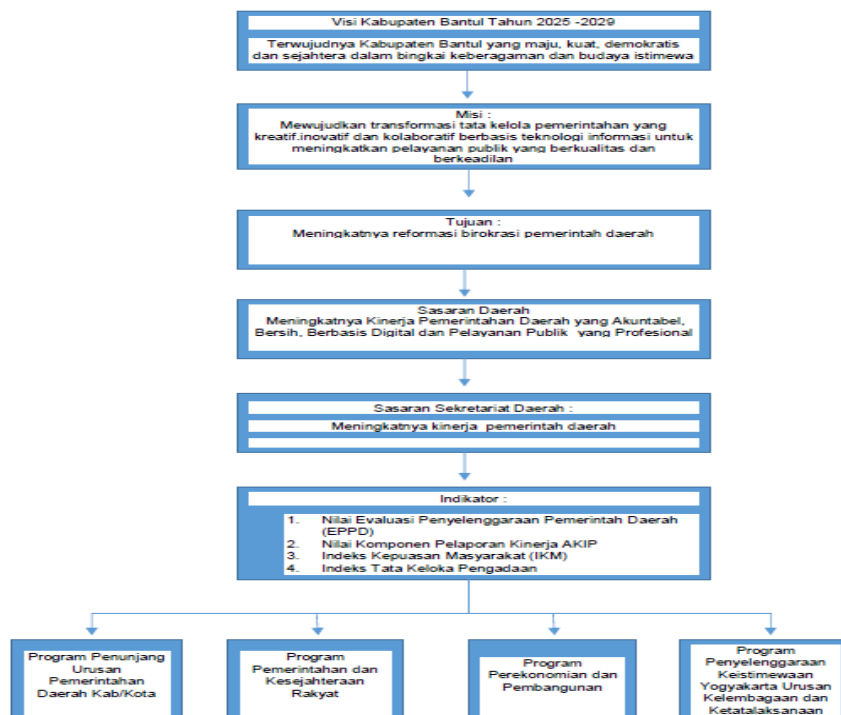 Visi Kabupaten Bantul Tahun 2025 -2029
Terwujudnya Kabupaten Bantul yang maju, kuat, demokratis
dan sejahtera dalam bingkai keberagaman dan budaya istimewa
Misi :
Mewujudkan transformasi tata kelola pemerintahan yang
kreatif.inovatif dan kolaboratif berbasis teknologi informasi untuk
meningkatkan pelayanan publik yang berkualitas dan
berkeadilan
Tujuan :
Meningkatnya reformasi birokrasi pemerintah daerah
Sasaran Daerah
Meningkatnya Kinerja Pemerintahan Daerah yang Akuntabel,
Bersih, Berbasis Digital dan Pelayanan Publik yang Profesional
Sasaran Sekretariat Daerah :
Meningkatnya kinerja pemerintah daerah
Indikator :
1. Nilai Evaluasi Penyelenggaraan Pemerintah Daerah
(EPPD)
2. Nilai Komponen Pelaporan Kinerja AKIP
3. Indeks Kepuasan Masyarakat (IKM)
4. Indeks Tata Keloka Pengadaan
Program Penunjang
Urusan
Pemerintahan
Daerah Kab/Kota
Program
Pemerintahan dan
Kesejahteraan
Rakyat
Program
Perekonomian dan
Pembangunan
Program
Penyelenggaraan
Keistimewaan
Yogyakarta Urusan
Kelembagaan dan
Ketatalaksanaan